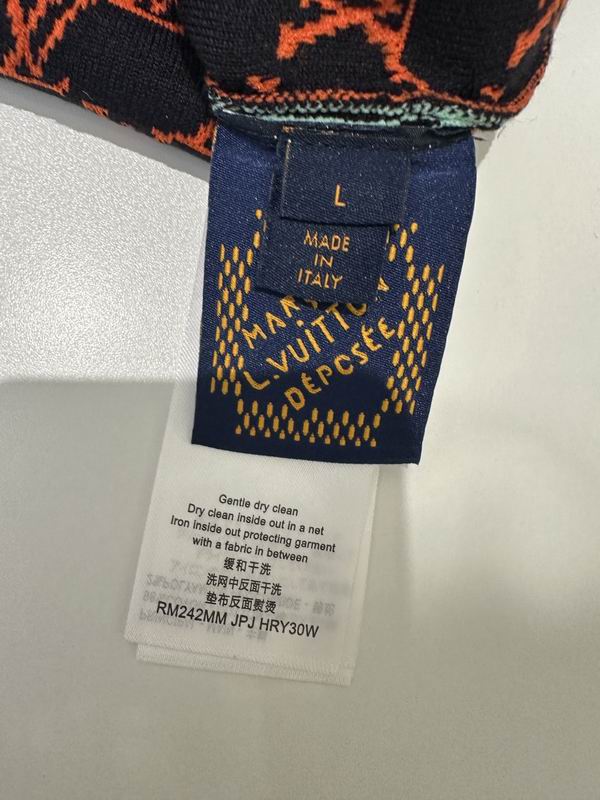 L
MADE
IN
ITALY
L.VUITTON
DÉPOSÉE
Gentle dry clean
Dry clean inside out in a net
Iron inside out protecting garment
with a fabric in between
缓和干洗
洗网中反面干洗
垫布反面熨烫
RM242MM JPJ HRY30W